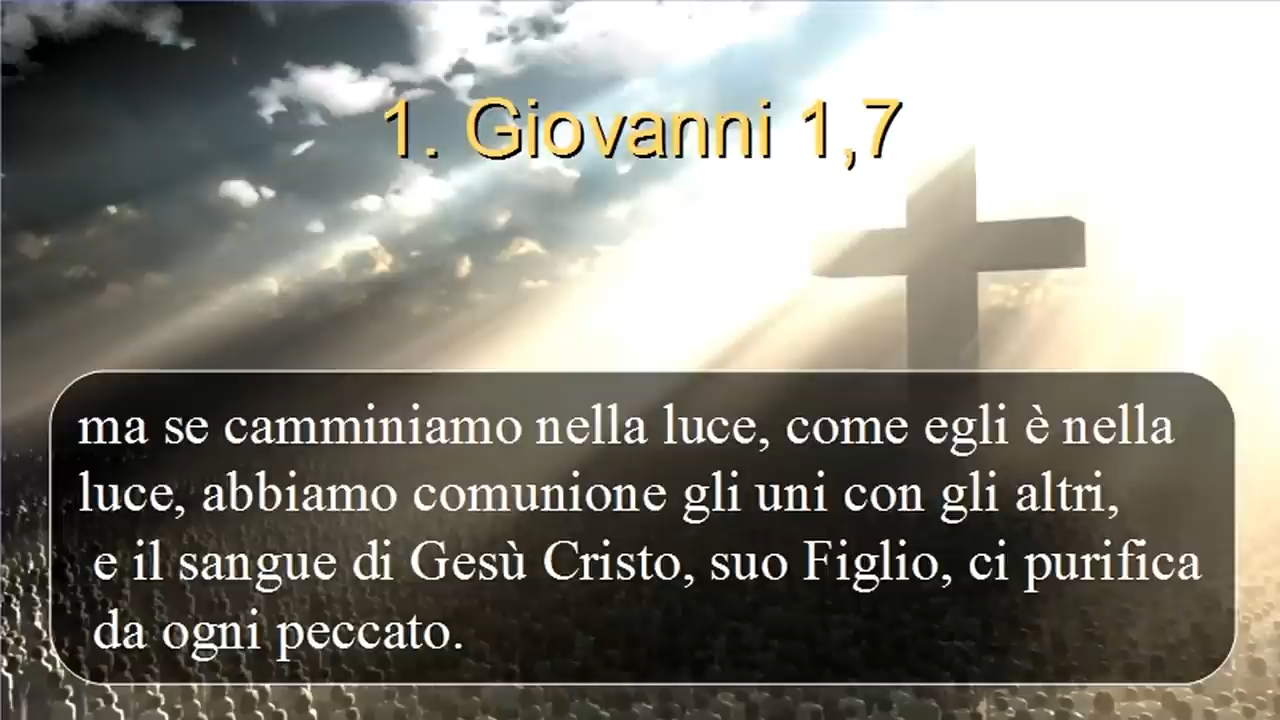 1. Giovanni 1,7
ma se camminiamo nella luce, come egli è nella
luce, abbiamo comunione gli uni con gli altri,
e il sangue di Gesù Cristo, suo Figlio, ci purifica
da ogni peccato.